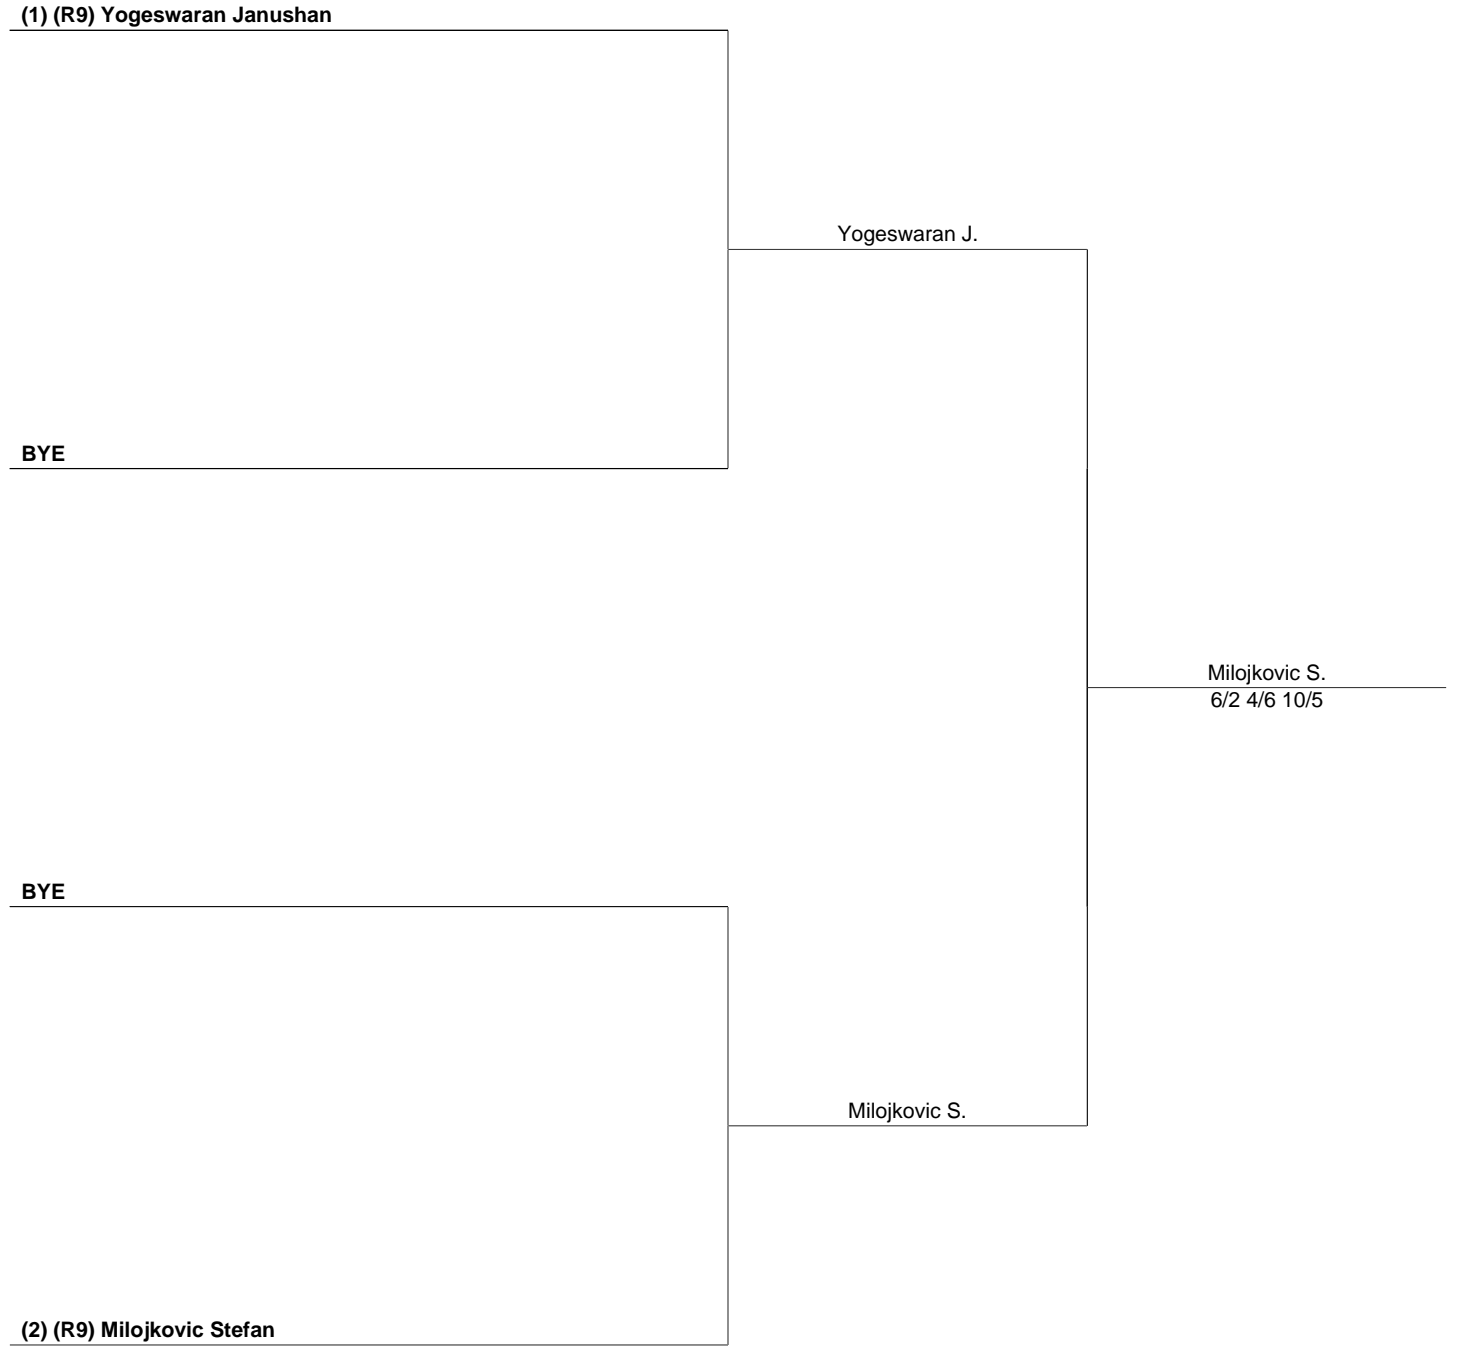 (1) (R9) Yogeswaran Janushan
Yogeswaran J.
BYE
Milojkovic S.
6/2 4/6 10/5
BYE
Milojkovic S.
(2) (R9) Milojkovic Stefan